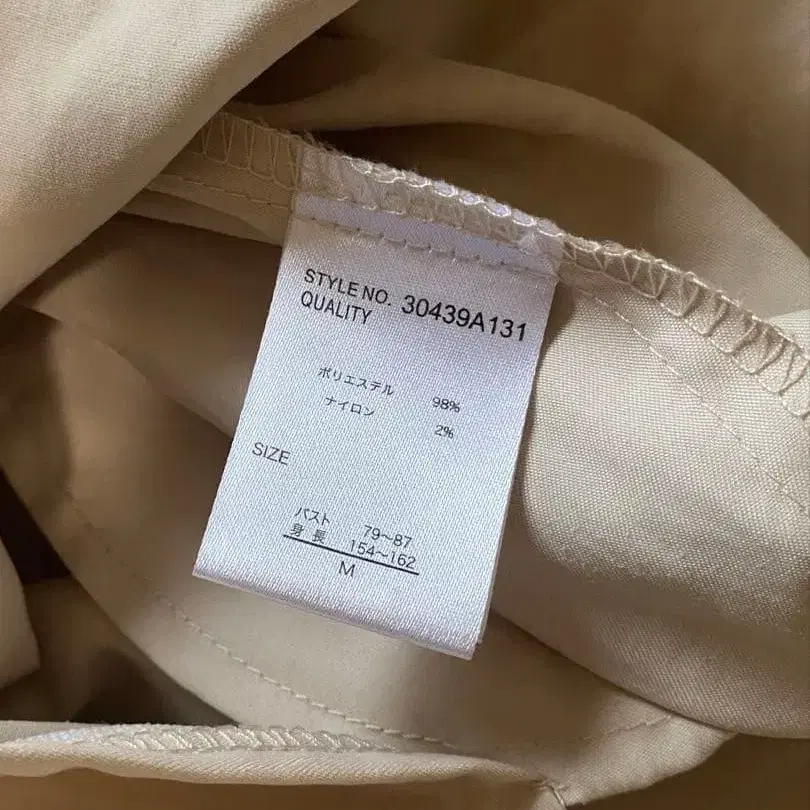 STYLE NO. 30439A131
QUALITY
ポリエステル 98%
ナイロン 2%
SIZE
バスト 79~87
身長 154~162
M